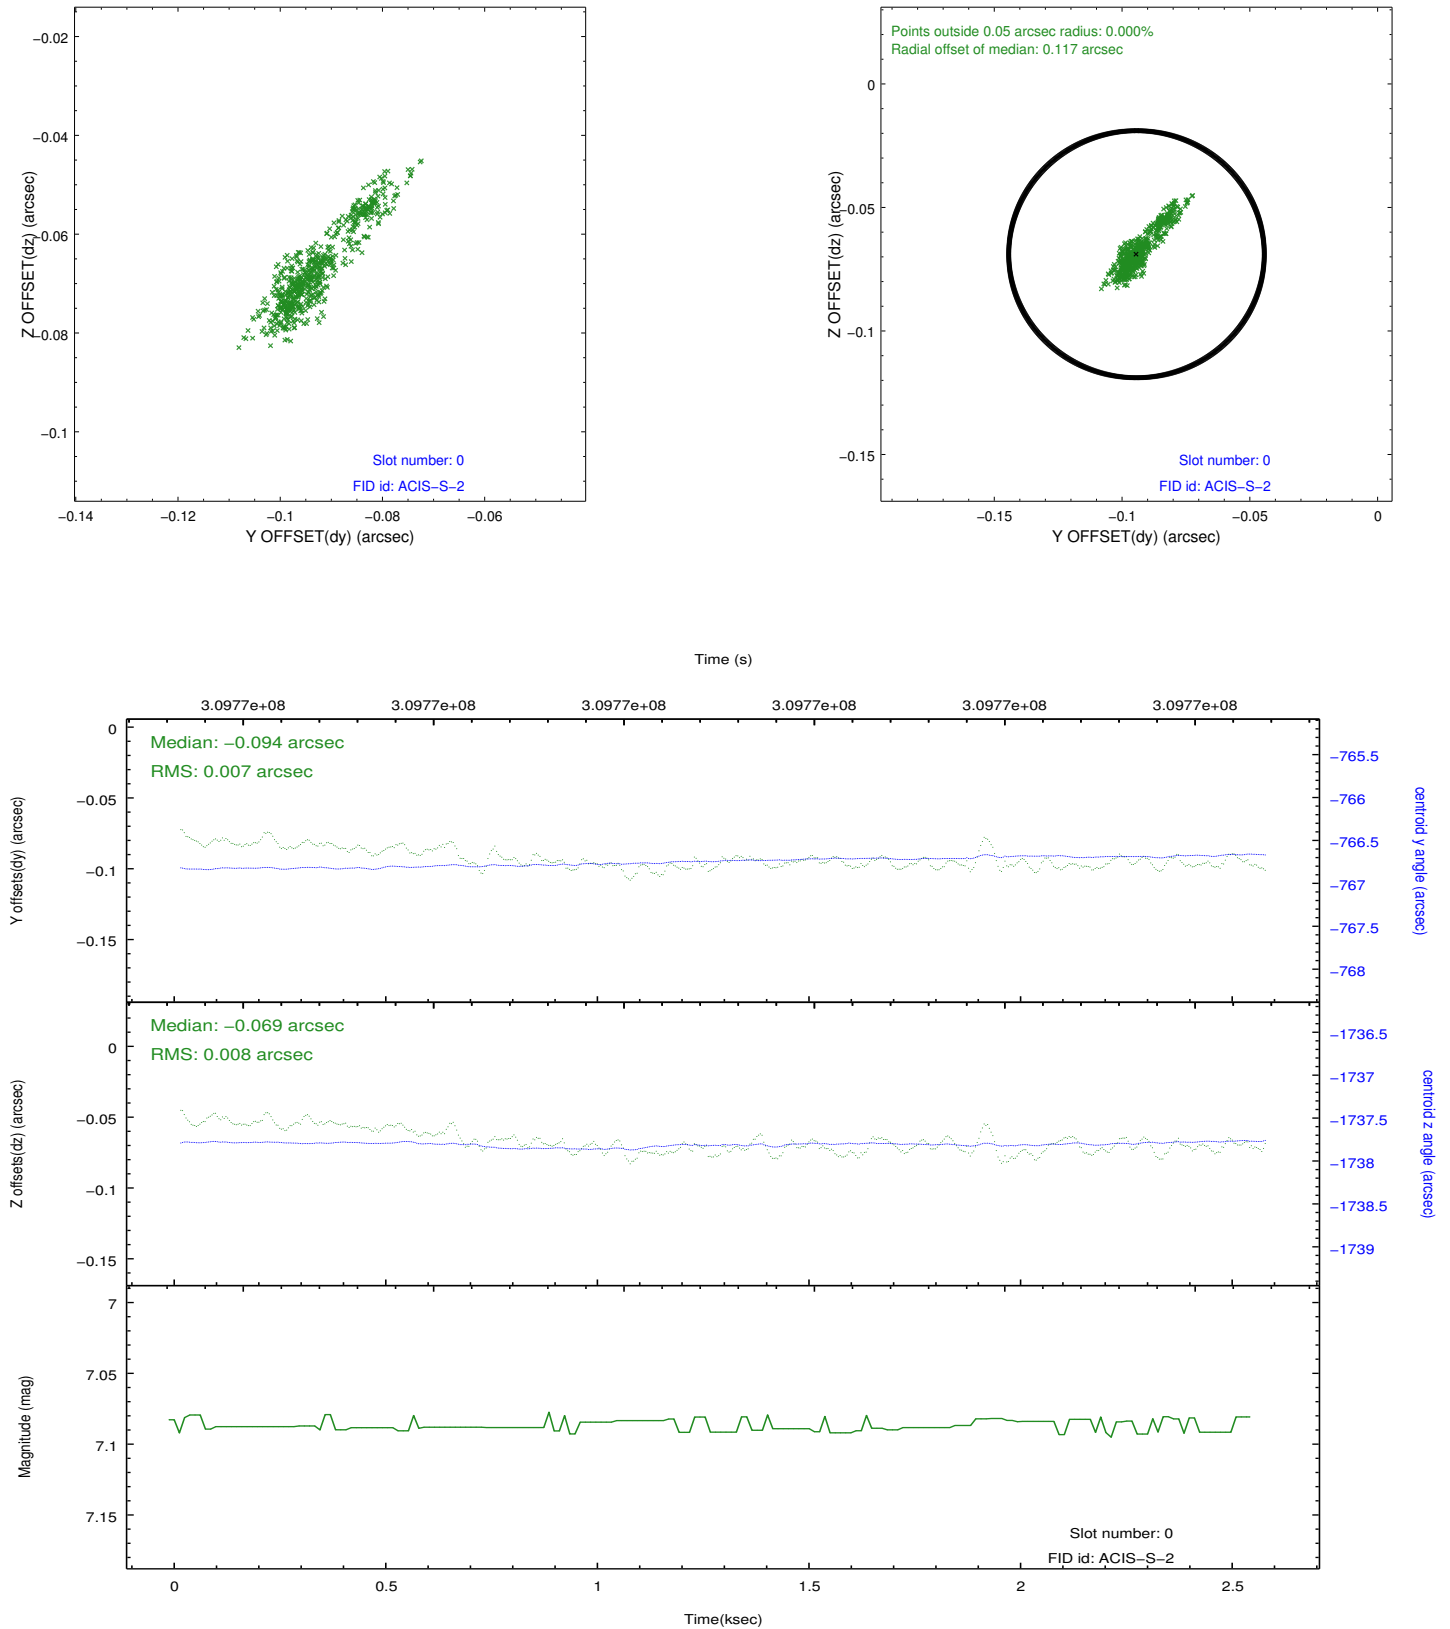 −0.02
−0.04
−0.06
−0.08
−0.1
Z OFFSET(dz) (arcsec)
Slot number: 0
FID id: ACIS−S−2
−0.14
−0.12
−0.1
−0.08
−0.06
Y OFFSET(dy) (arcsec)
Points outside 0.05 arcsec radius: 0.000%
Radial offset of median: 0.117 arcsec
0
−0.05
−0.1
−0.15
Z OFFSET(dz) (arcsec)
Slot number: 0
FID id: ACIS−S−2
−0.15
−0.1
−0.05
0
Y OFFSET(dy) (arcsec)
Time (s)
3.0977e+08
3.0977e+08
3.0977e+08
3.0977e+08
3.0977e+08
3.0977e+08
Median: −0.094 arcsec
RMS: 0.007 arcsec
0
−0.05
−0.1
−0.15
Y offsets(dy) (arcsec)
−765.5
−766
−766.5
−767
−767.5
−768
centroid y angle (arcsec)
Median: −0.069 arcsec
RMS: 0.008 arcsec
0
−0.05
−0.1
−0.15
Z offsets(dz) (arcsec)
−1736.5
−1737
−1737.5
−1738
−1738.5
−1739
centroid z angle (arcsec)
7
7.05
7.1
7.15
Magnitude (mag)
Slot number: 0
FID id: ACIS−S−2
0
0.5
1
1.5
2
2.5
Time(ksec)